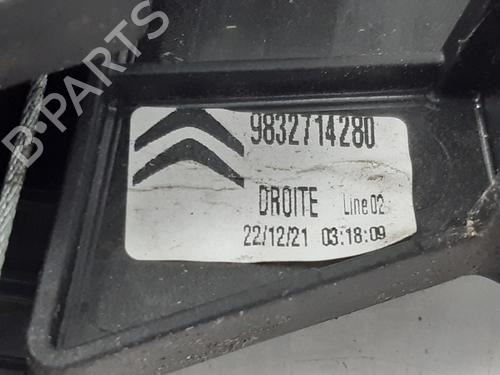 B-PARTS
9832714280
DROITE Line 02
22/12/21 03:18:09